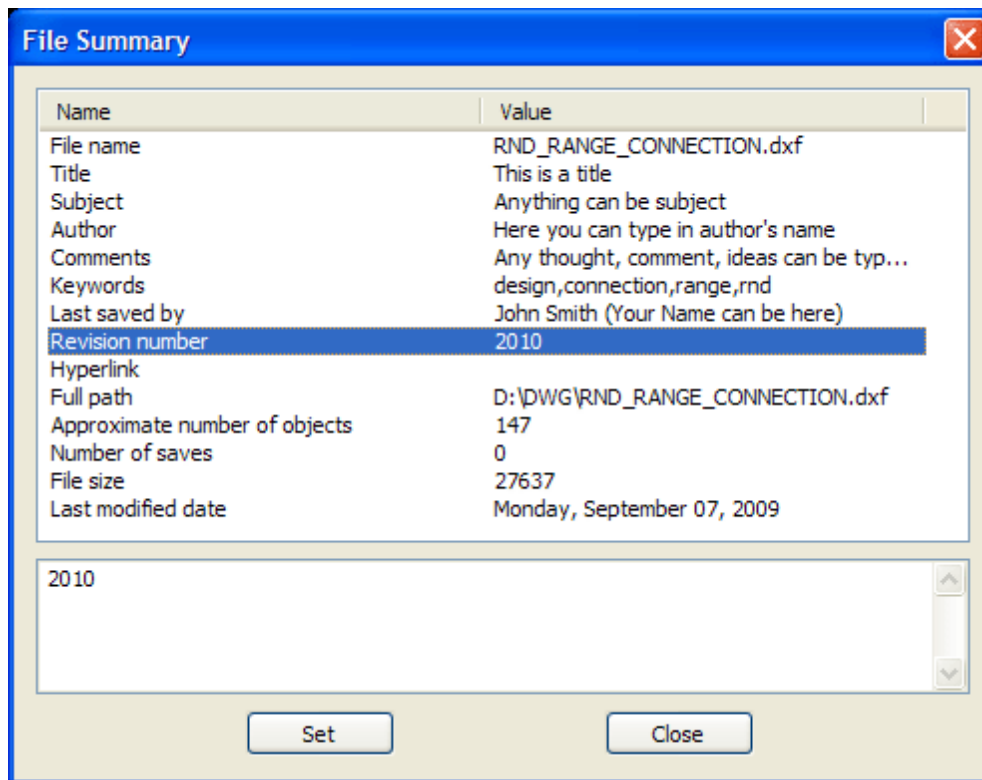 File Summary
Name Value
File name RND_RANGE_CONNECTION.dxf
Title This is a title
Subject Anything can be subject
Author Here you can type in author's name
Comments Any thought, comment, ideas can be typ...
Keywords design,connection,range,rnd
Last saved by John Smith (Your Name can be here)
Revision number 2010
Hyperlink
Full path D:\DWG\RND_RANGE_CONNECTION.dxf
Approximate number of objects 147
Number of saves 0
File size 27637
Last modified date Monday, September 07, 2009
2010
Set Close